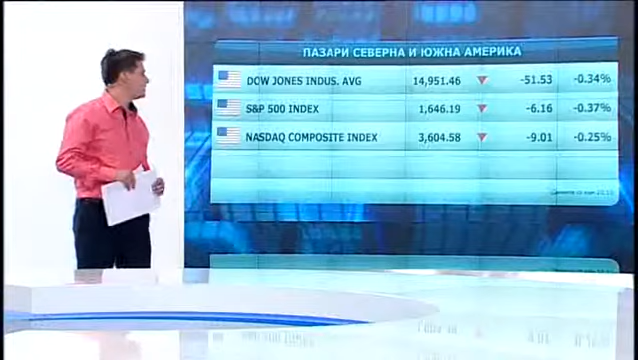 ПАЗАРИ СЕВЕРНА И ЮЖНА АМЕРИКА
DOW JONES INDUS. AVG 14,951.46 -51.53 -0.34%
S&P 500 INDEX 1,646.19 -6.16 -0.37%
NASDAQ COMPOSITE INDEX 3,604.58 -9.01 -0.25%